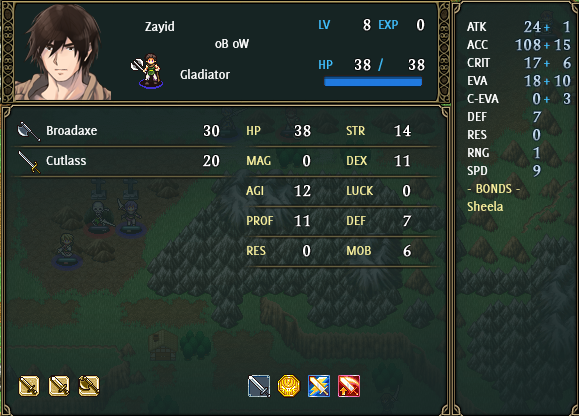 Zayid
oB oW
Gladiator
LV 8 EXP 0
HP 38 / 38
Broadaxe 30
Cutlass 20
HP 38 STR 14
MAG 0 DEX 11
AGI 12 LUCK 0
PROF 11 DEF 7
RES 0 MOB 6
ATK 24+ 1
ACC 108+15
CRIT 17+ 6
EVA 18+10
C-EVA 0+ 3
DEF 7
RES 0
RNG 1
SPD 9
- BONDS -
Sheela